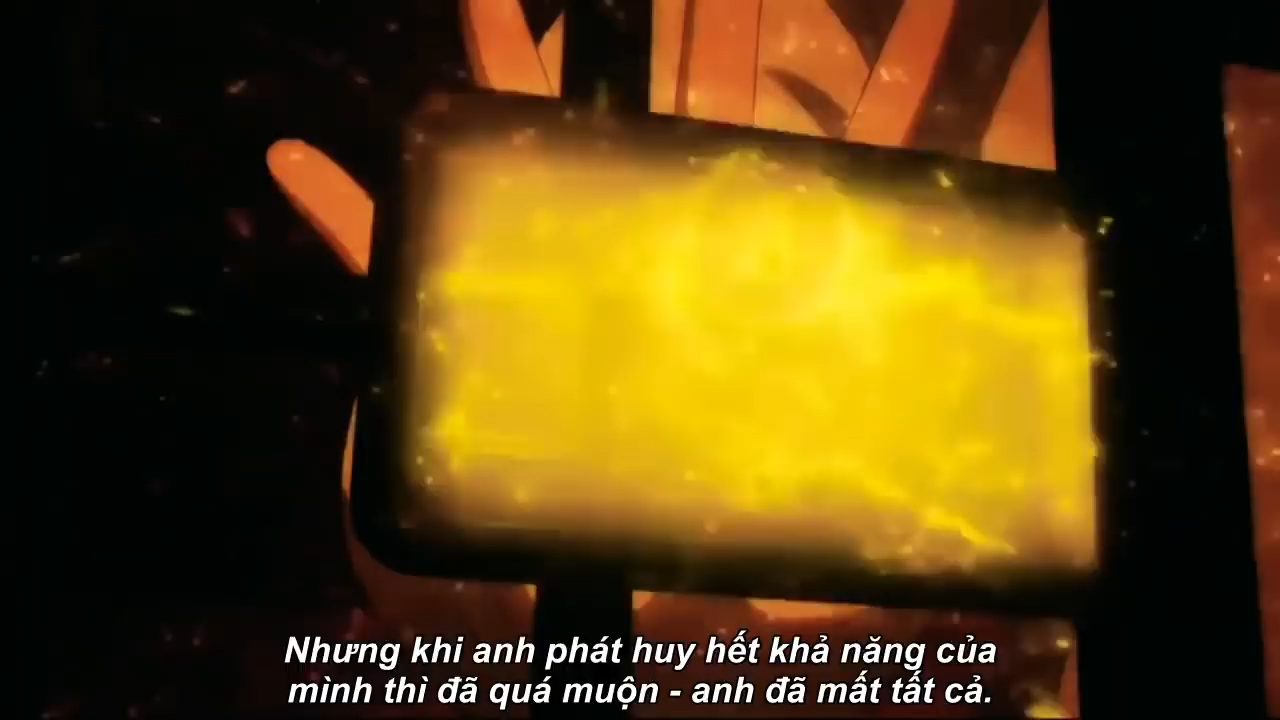 Nhưng khi anh phát huy hết khả năng của
mình thì đã quá muộn - anh đã mất tất cả.